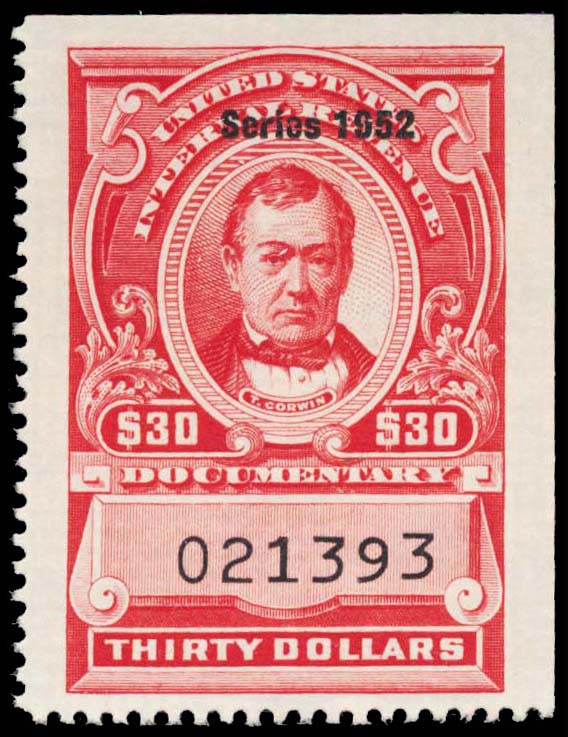 UNITED STATES
INTERNAL REVENUE
Series 1952
T. CORWIN
$30 $30
DOCUMENTARY
021393
THIRTY DOLLARS